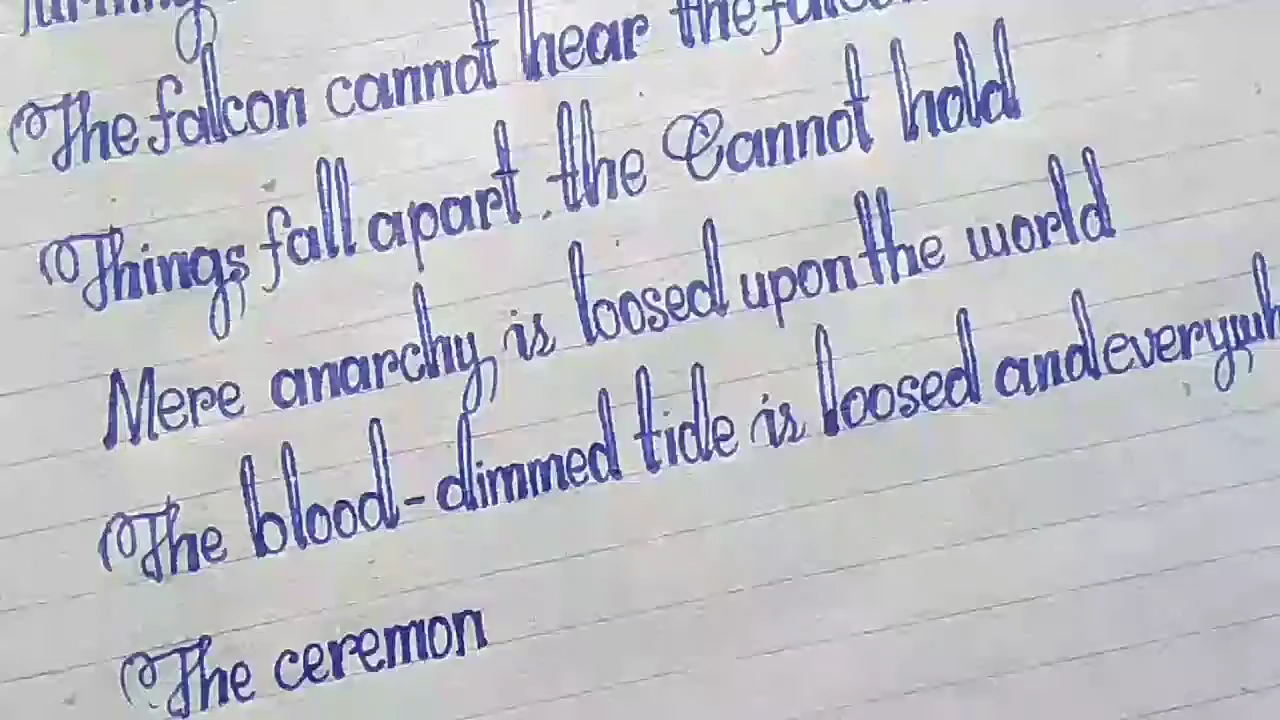 The falcon cannot hear the
Things fall apart. the Cannot hold
Mere anarchy is loosed upon the world
The blood-dimmed tide is loosed and everywh
The ceremon